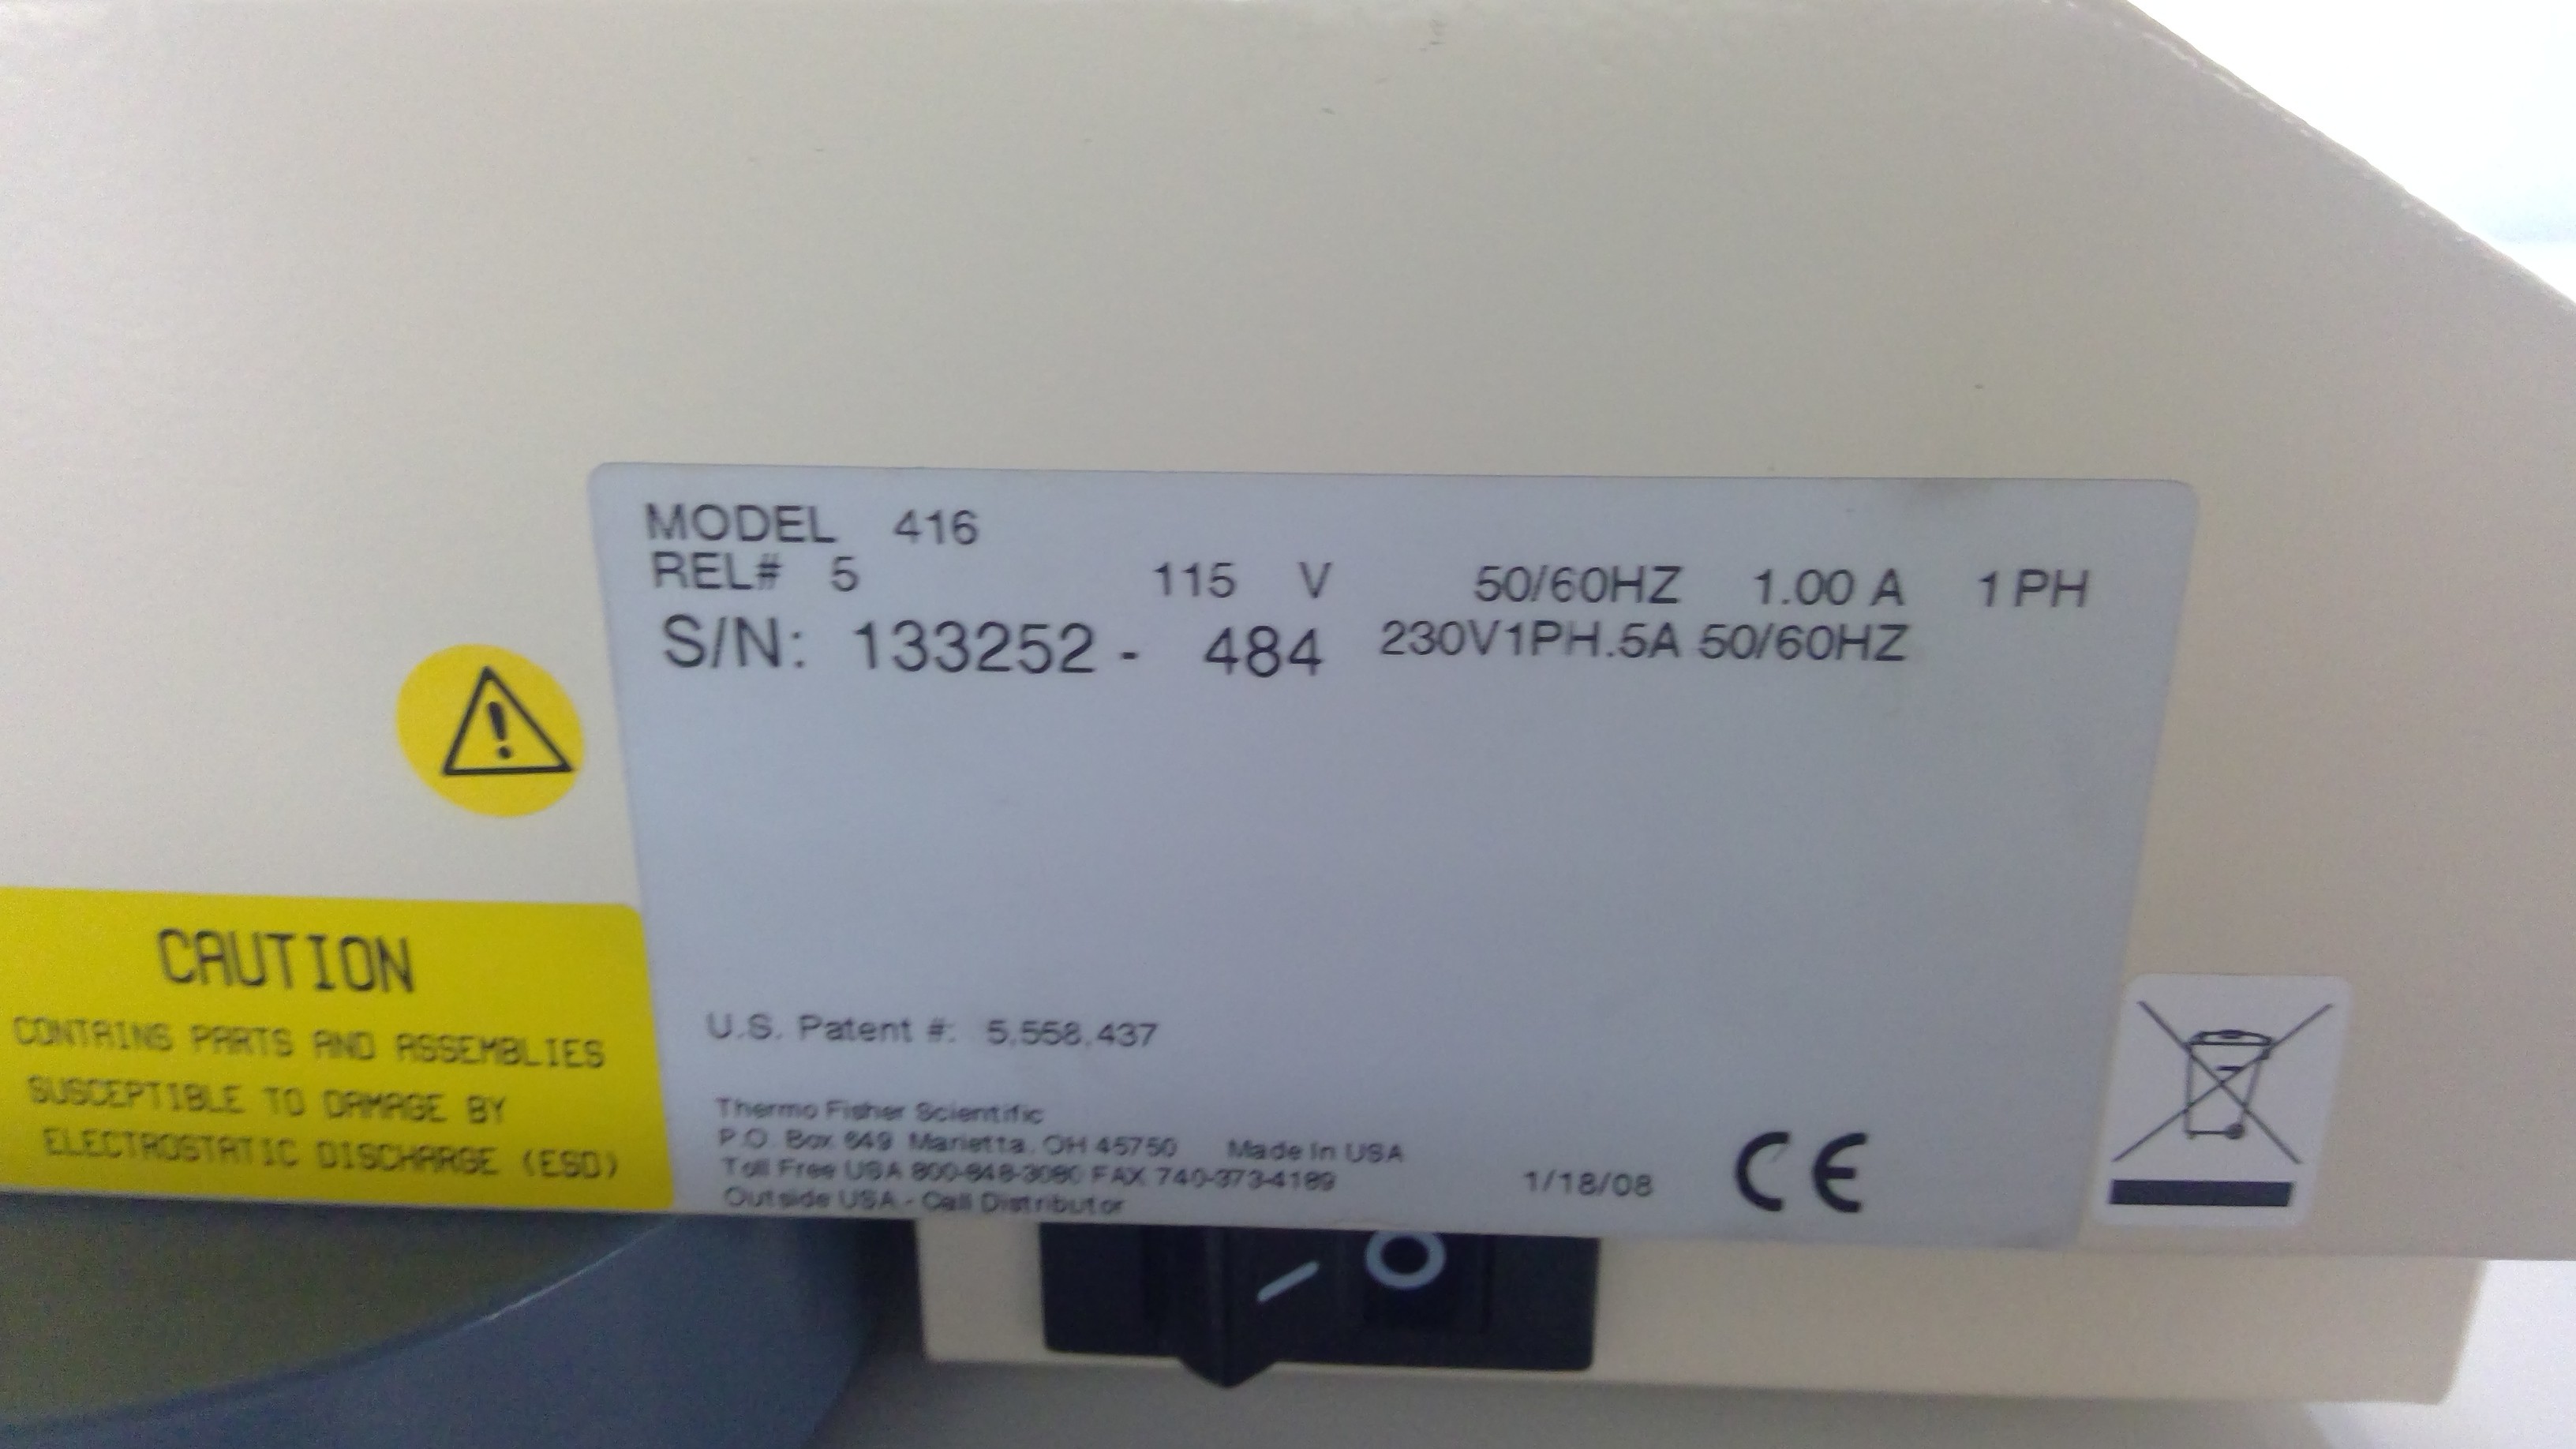 MODEL 416
REL# 5 115 V 50/60HZ 1.00 A 1 PH
S/N: 133252 - 484 230V1PH.5A 50/60HZ
U.S. Patent #: 5,558,437
Thermo Fisher Scientific
P.O. Box 649 Marietta, OH 45750 Made In USA
Toll Free USA 800-848-3080 FAX 740-373-4189
Outside USA - Call Distributor
1/18/08
CE
CAUTION
CONTAINS PARTS AND ASSEMBLIES
SUSCEPTIBLE TO DAMAGE BY
ELECTROSTATIC DISCHARGE (ESD)